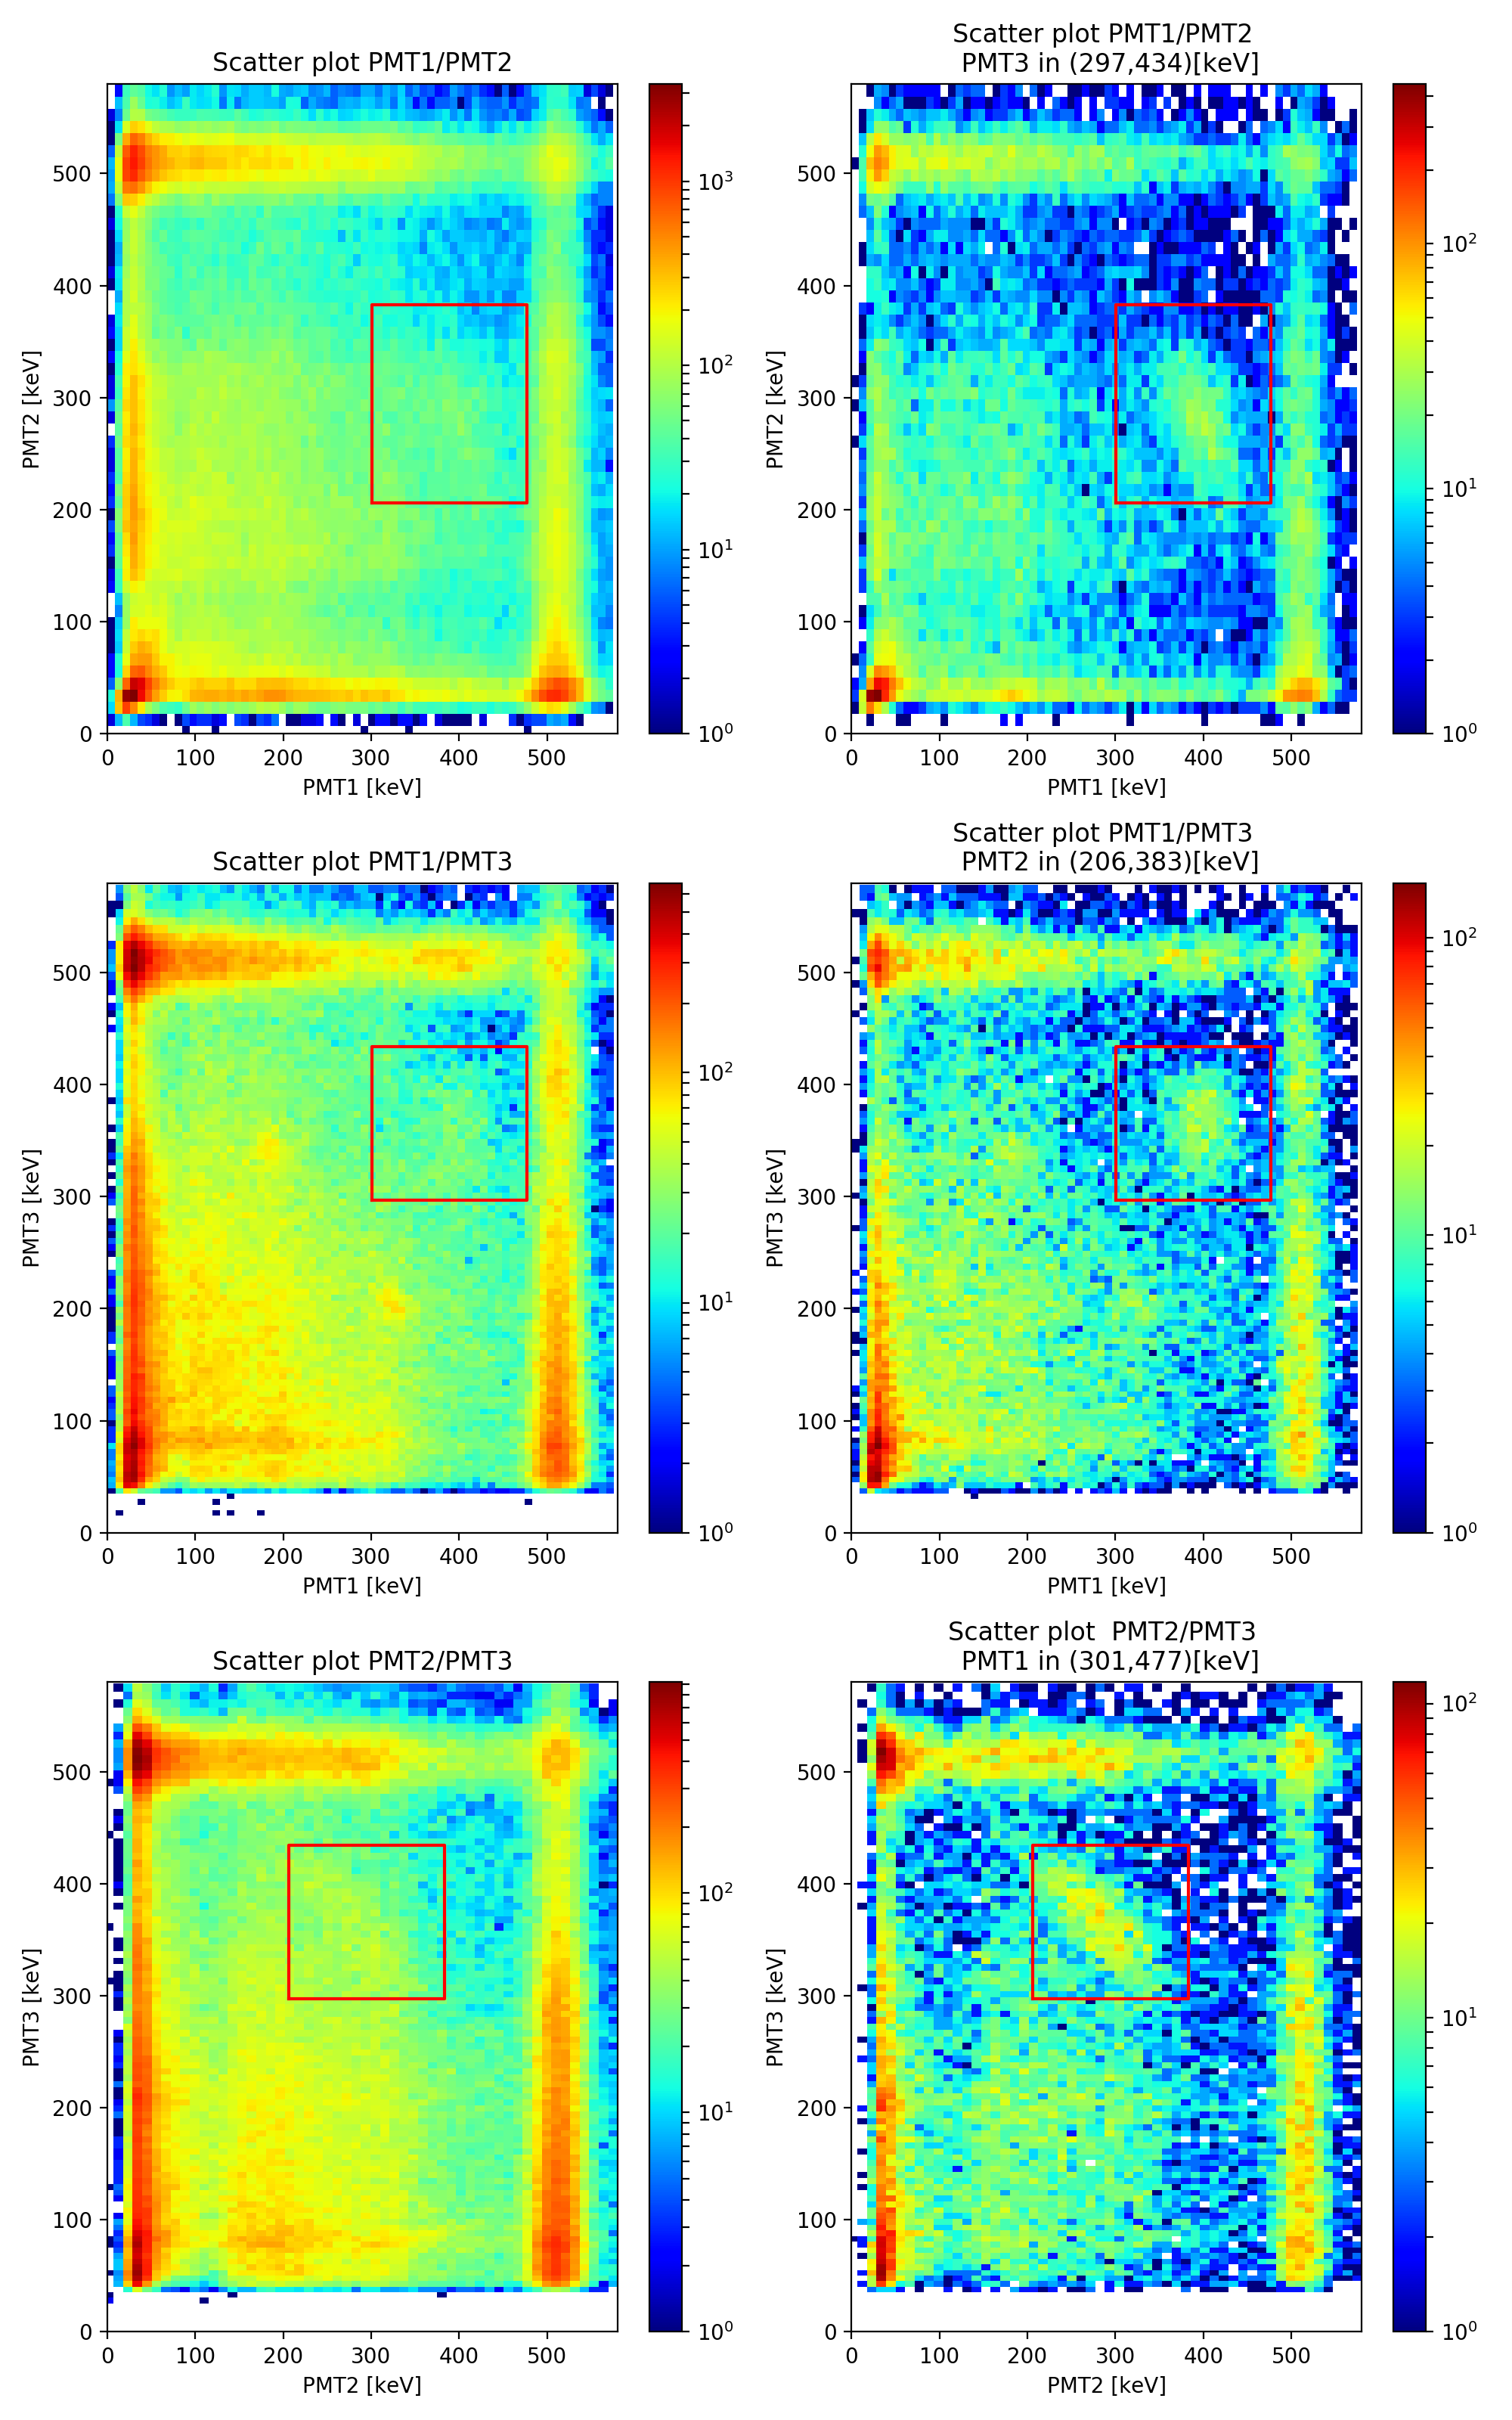 Scatter plot PMT1/PMT2
500
400
300
200
100
0
PMT2 [keV]
0 100 200 300 400 500
PMT1 [keV]
10³
10²
10¹
10⁰
Scatter plot PMT1/PMT2
PMT3 in (297,434)[keV]
500
400
300
200
100
0
PMT2 [keV]
0 100 200 300 400 500
PMT1 [keV]
10²
10¹
10⁰
Scatter plot PMT1/PMT3
500
400
300
200
100
0
PMT3 [keV]
0 100 200 300 400 500
PMT1 [keV]
10²
10¹
10⁰
Scatter plot PMT1/PMT3
PMT2 in (206,383)[keV]
500
400
300
200
100
0
PMT3 [keV]
0 100 200 300 400 500
PMT1 [keV]
10²
10¹
10⁰
Scatter plot PMT2/PMT3
500
400
300
200
100
0
PMT3 [keV]
0 100 200 300 400 500
PMT2 [keV]
10²
10¹
10⁰
Scatter plot  PMT2/PMT3
PMT1 in (301,477)[keV]
500
400
300
200
100
0
PMT3 [keV]
0 100 200 300 400 500
PMT2 [keV]
10²
10¹
10⁰